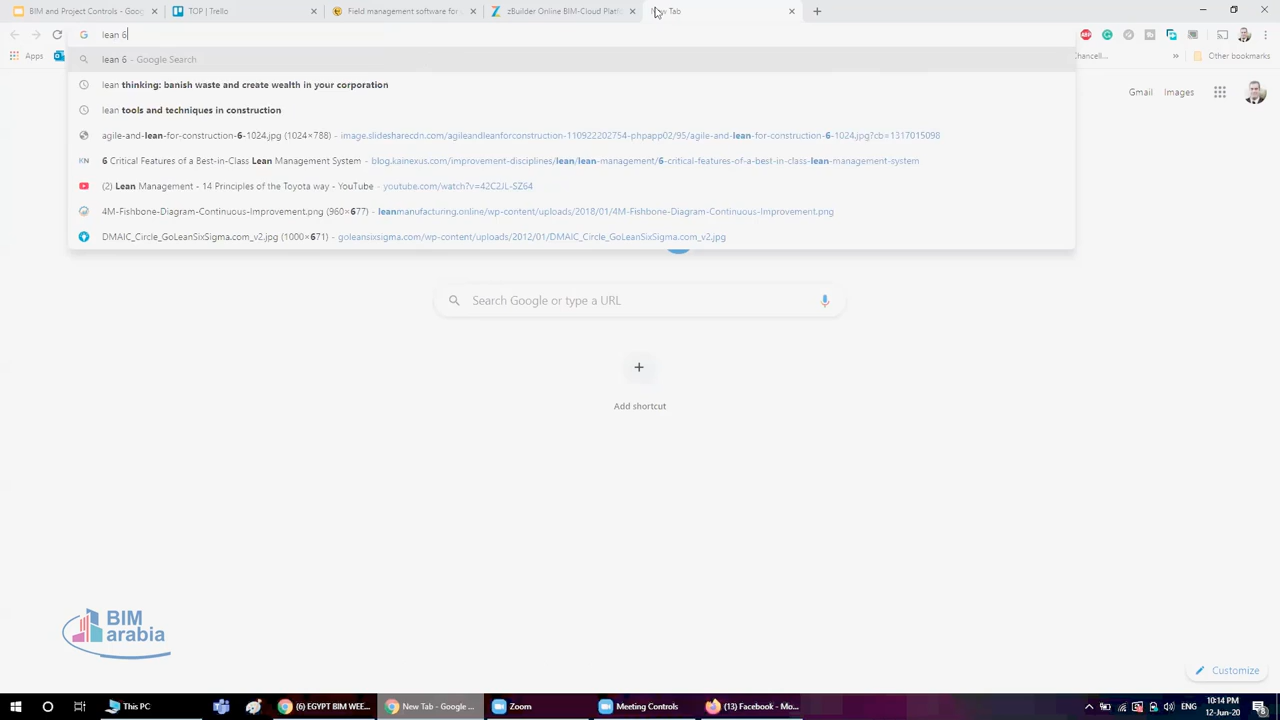 BIM and Project Controls - Goog
TOP | Trello
Field management software for
zBuilder Online BIM-Cloud Platf
Tab
lean 6
lean 6 - Google Search
lean thinking: banish waste and create wealth in your corporation
lean tools and techniques in construction
agile-and-lean-for-construction-6-1024.jpg (1024×788) - image.slidesharecdn.com/agileandleanforconstruction-110922202754-phpapp02/95/agile-and-lean-for-construction-6-1024.jpg?cb=1317015098
6 Critical Features of a Best-in-Class Lean Management System - blog.kainexus.com/improvement-disciplines/lean/lean-management/6-critical-features-of-a-best-in-class-lean-management-system
(2) Lean Management - 14 Principles of the Toyota way - YouTube - youtube.com/watch?v=42C2JL-SZ64
4M-Fishbone-Diagram-Continuous-Improvement.png (960×677) - leanmanufacturing.online/wp-content/uploads/2018/01/4M-Fishbone-Diagram-Continuous-Improvement.png
DMAIC_Circle_GoLeanSixSigma.com_v2.jpg (1000×671) - goleansixsigma.com/wp-content/uploads/2012/01/DMAIC_Circle_GoLeanSixSigma.com_v2.jpg
Apps
Chancell...
Other bookmarks
Gmail
Images
Search Google or type a URL
Add shortcut
BIM
arabia
Customize
This PC
(6) EGYPT BIM WEE...
New Tab - Google ...
Zoom
Meeting Controls
(13) Facebook - Mo...
ENG
10:14 PM
12-Jun-20